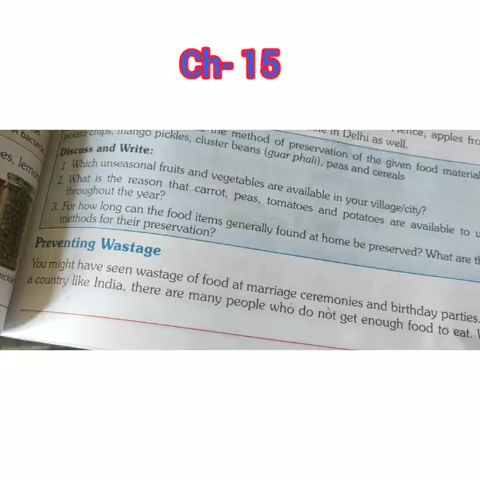 Ch- 15
in Delhi as well.
apples fro
the method of preservation of the given food material
potato chips, mango pickles, cluster beans (guar phali), peas and cereals
Discuss and Write:
1. Which unseasonal fruits and vegetables are available in your village/city?
2. What is the reason that carrot, peas, tomatoes and potatoes are available to u
throughout the year?
3. For how long can the food items generally found at home be preserved? What are th
methods for their preservation?
Preventing Wastage
You might have seen wastage of food at marriage ceremonies and birthday parties.
a country like India, there are many people who do not get enough food to eat.